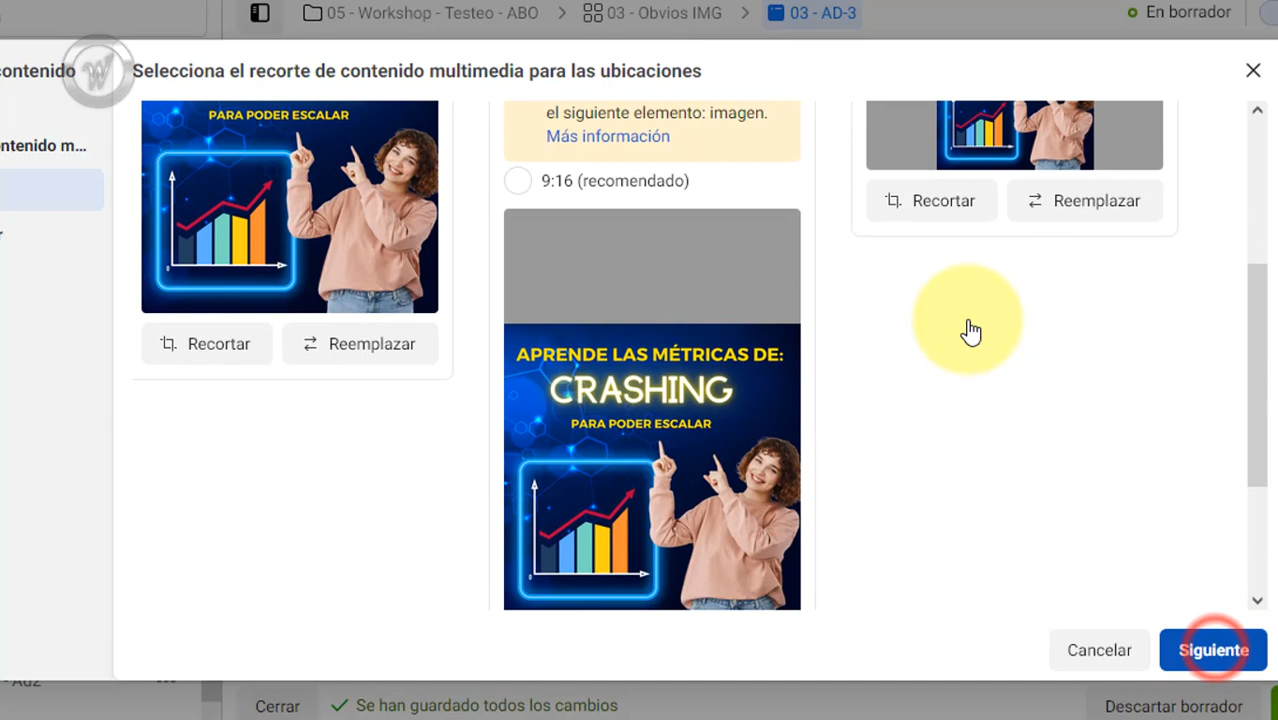 05 - Workshop - Testeo - ABO
03 - Obvios IMG
03 - AD-3
En borrador
contenido
W
Selecciona el recorte de contenido multimedia para las ubicaciones
ontenido m...
PARA PODER ESCALAR
0
Recortar
Reemplazar
el siguiente elemento: imagen.
Más información
9:16 (recomendado)
APRENDE LAS MÉTRICAS DE:
CRASHING
PARA PODER ESCALAR
0
Recortar
Reemplazar
Cancelar
Siguiente
Cerrar
Se han guardado todos los cambios
Descartar borrador